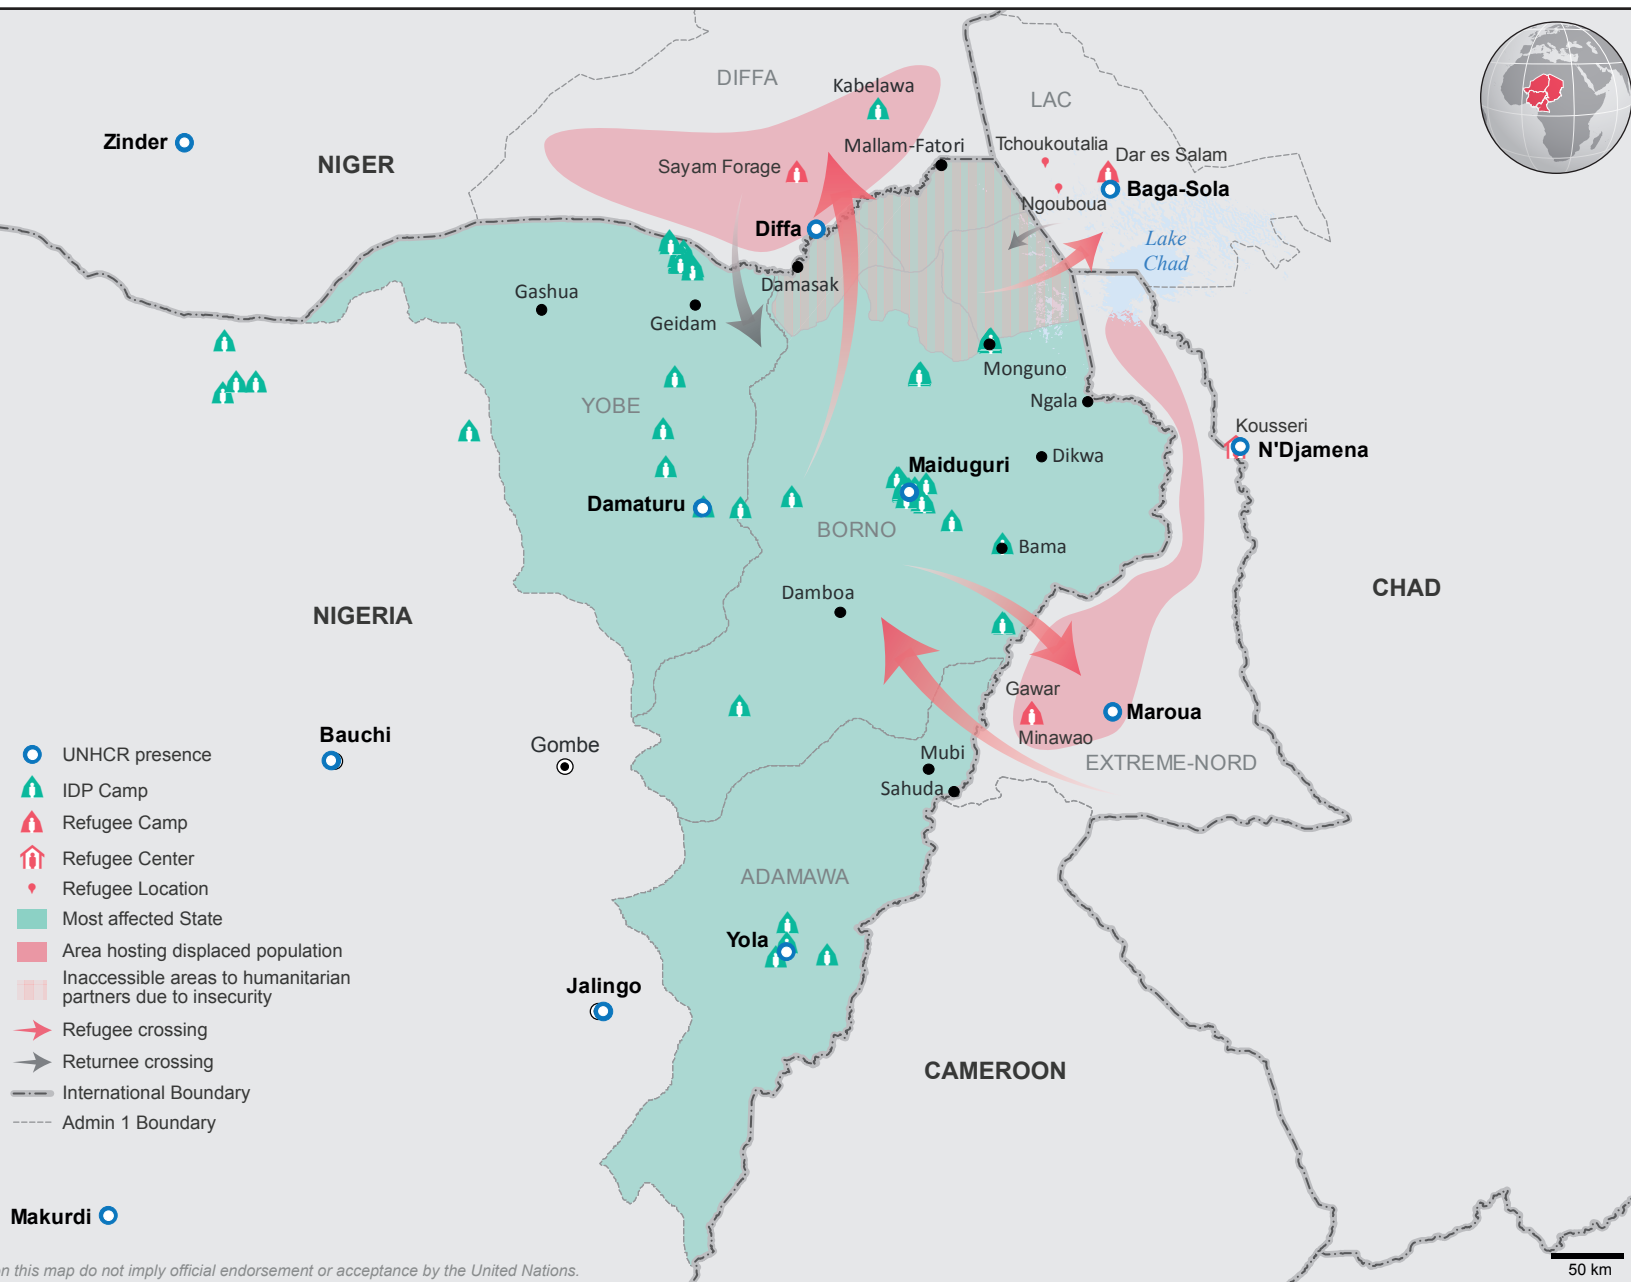 DIFFA
Kabelawa
LAC
Zinder
NIGER
Mallam-Fatori
Tchoukoutalia
Sayam Forage
Dar es Salam
Baga-Sola
Ngouboua
Diffa
Lake
Chad
Damasak
Gashua
Geidam
Monguno
YOBE
Ngala
Kousseri
N'Djamena
Dikwa
Maiduguri
Damaturu
BORNO
Bama
CHAD
Damboa
NIGERIA
Gawar
Maroua
Minawao
Bauchi
Gombe
Mubi
EXTREME-NORD
Sahuda
UNHCR presence
IDP Camp
Refugee Camp
Refugee Center
Refugee Location
Most affected State
Area hosting displaced population
Inaccessible areas to humanitarian
partners due to insecurity
Refugee crossing
Returnee crossing
International Boundary
Admin 1 Boundary
ADAMAWA
Yola
Jalingo
CAMEROON
Makurdi
on this map do not imply official endorsement or acceptance by the United Nations.
50 km